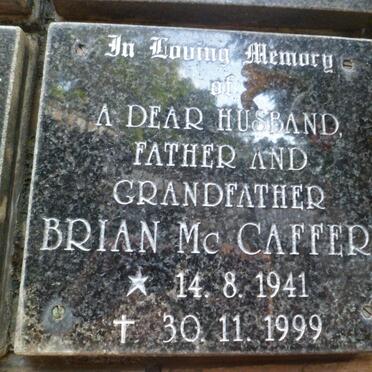 In Loving Memory
of
A DEAR HUSBAND,
FATHER AND
GRANDFATHER
BRIAN Mc CAFFER
★ 14. 8. 1941
✝ 30. 11. 1999